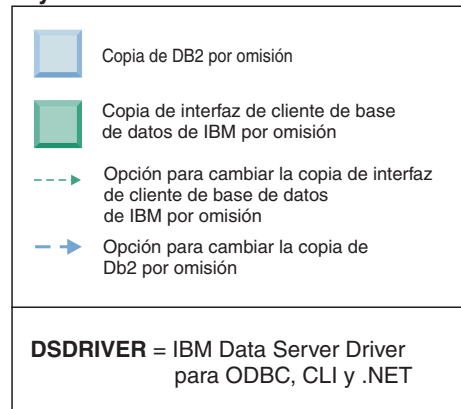 Copia de DB2 por omisión
Copia de interfaz de cliente de base
de datos de IBM por omisión
Opción para cambiar la copia de interfaz
de cliente de base de datos
de IBM por omisión
Opción para cambiar la copia de
Db2 por omisión
DSDRIVER = IBM Data Server Driver
para ODBC, CLI y .NET